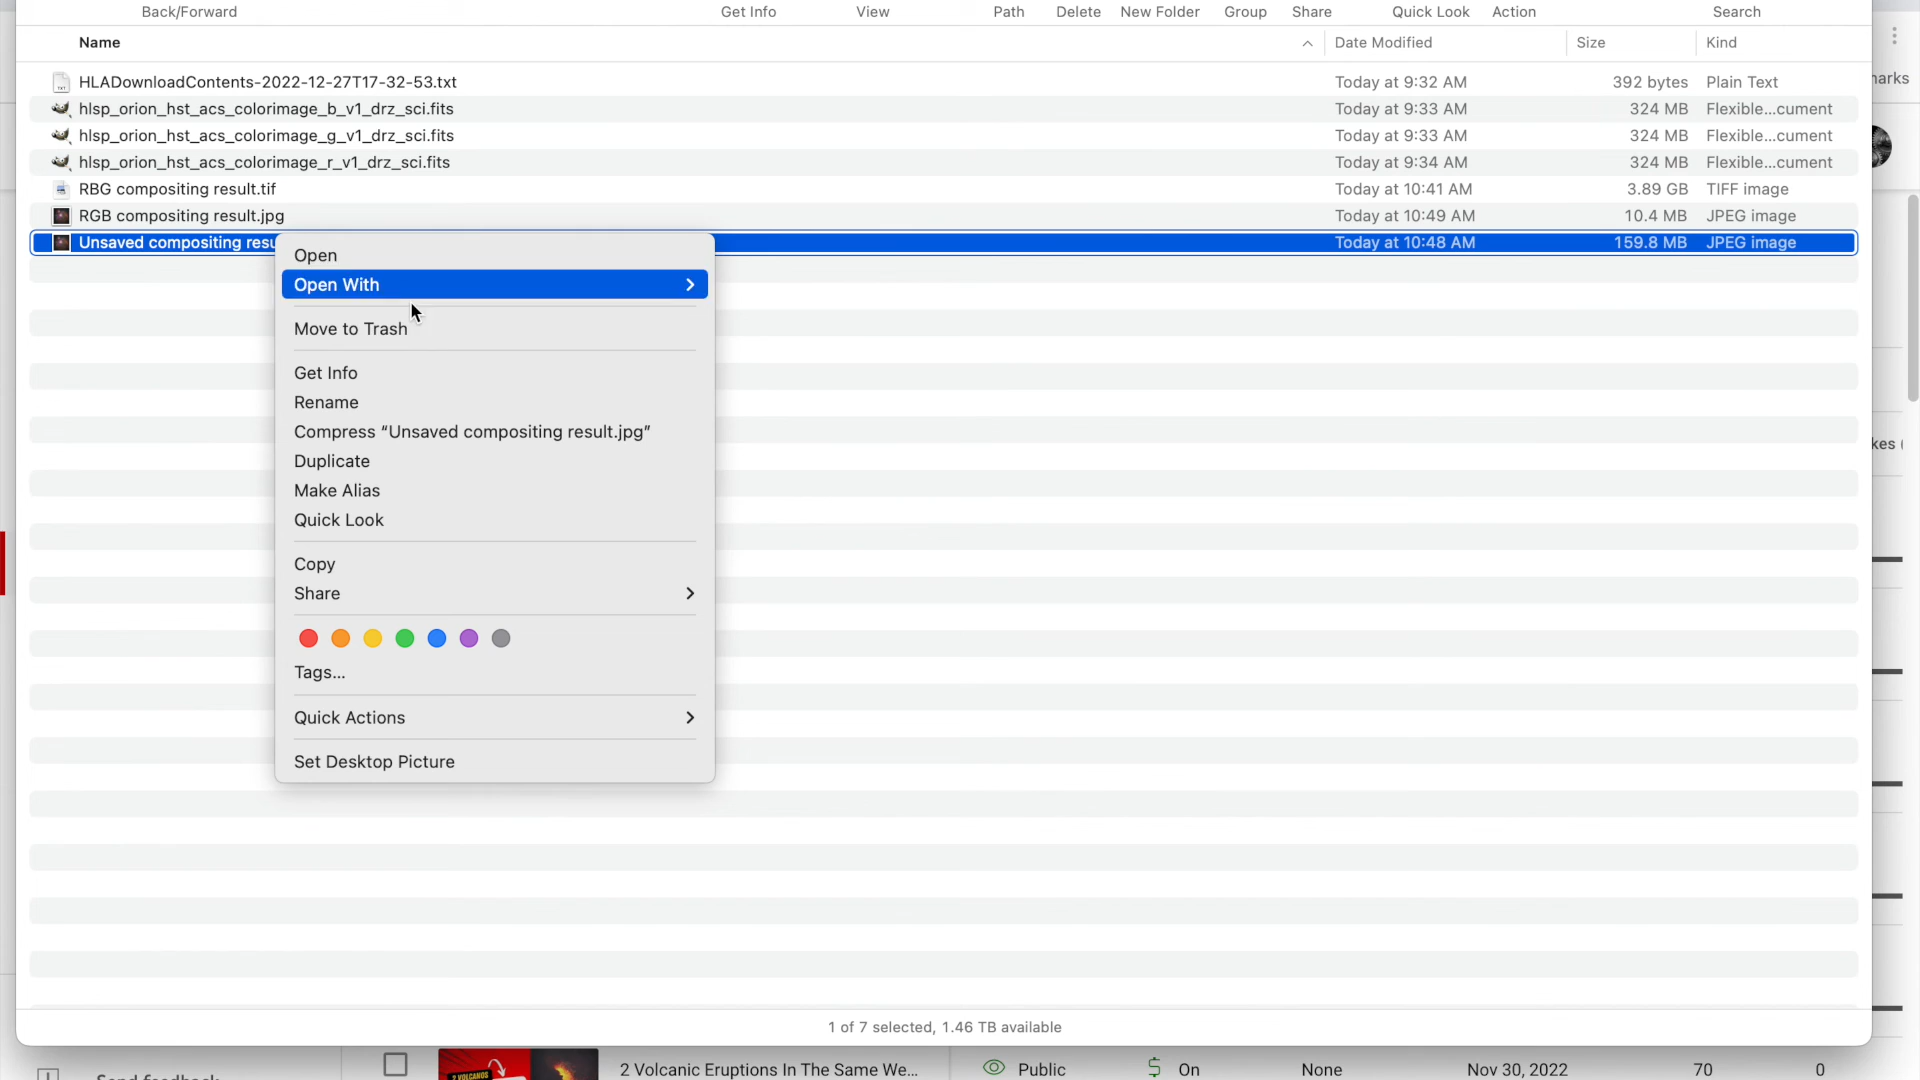 Back/Forward Get Info View Path Delete New Folder Group Share Quick Look Action Search
Name Date Modified Size Kind
HLADownloadContents-2022-12-27T17-32-53.txt Today at 9:32 AM 392 bytes Plain Text
hlsp_orion_hst_acs_colorimage_b_v1_drz_sci.fits Today at 9:33 AM 324 MB Flexible...cument
hlsp_orion_hst_acs_colorimage_g_v1_drz_sci.fits Today at 9:33 AM 324 MB Flexible...cument
hlsp_orion_hst_acs_colorimage_r_v1_drz_sci.fits Today at 9:34 AM 324 MB Flexible...cument
RBG compositing result.tif Today at 10:41 AM 3.89 GB TIFF image
RGB compositing result.jpg Today at 10:49 AM 10.4 MB JPEG image
Unsaved compositing resu Today at 10:48 AM 159.8 MB JPEG image
Open
Open With
Move to Trash
Get Info
Rename
Compress “Unsaved compositing result.jpg”
Duplicate
Make Alias
Quick Look
Copy
Share
Tags...
Quick Actions
Set Desktop Picture
1 of 7 selected, 1.46 TB available
arks
kes (
Send feedback
2 Volcanic Eruptions In The Same We... Public On None Nov 30, 2022 70 0